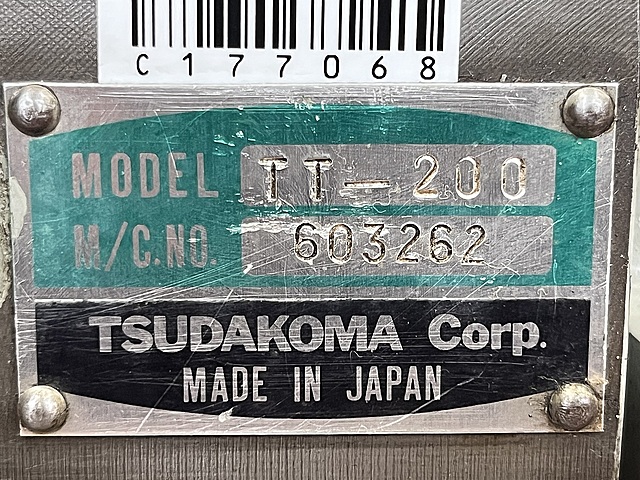 C177068
MODEL TT-200
M/C.NO. 603262
TSUDAKOMA Corp.
MADE IN JAPAN